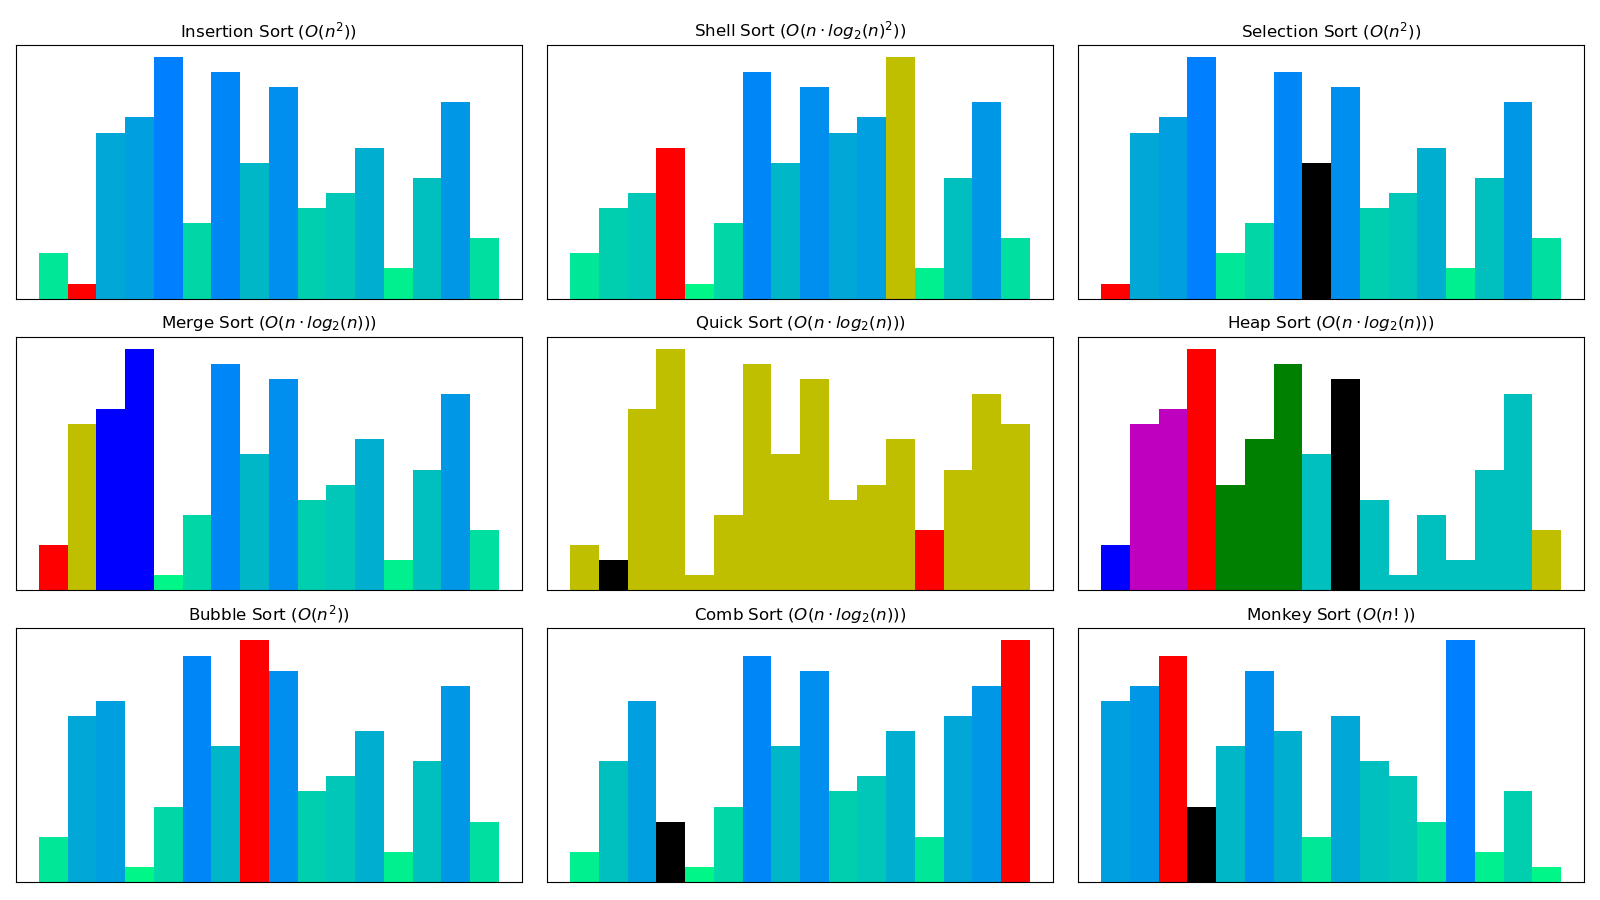 Insertion Sort (O(n²))
Shell Sort (O(n · log₂(n)²))
Selection Sort (O(n²))
Merge Sort (O(n · log₂(n)))
Quick Sort (O(n · log₂(n)))
Heap Sort (O(n · log₂(n)))
Bubble Sort (O(n²))
Comb Sort (O(n · log₂(n)))
Monkey Sort (O(n! ))